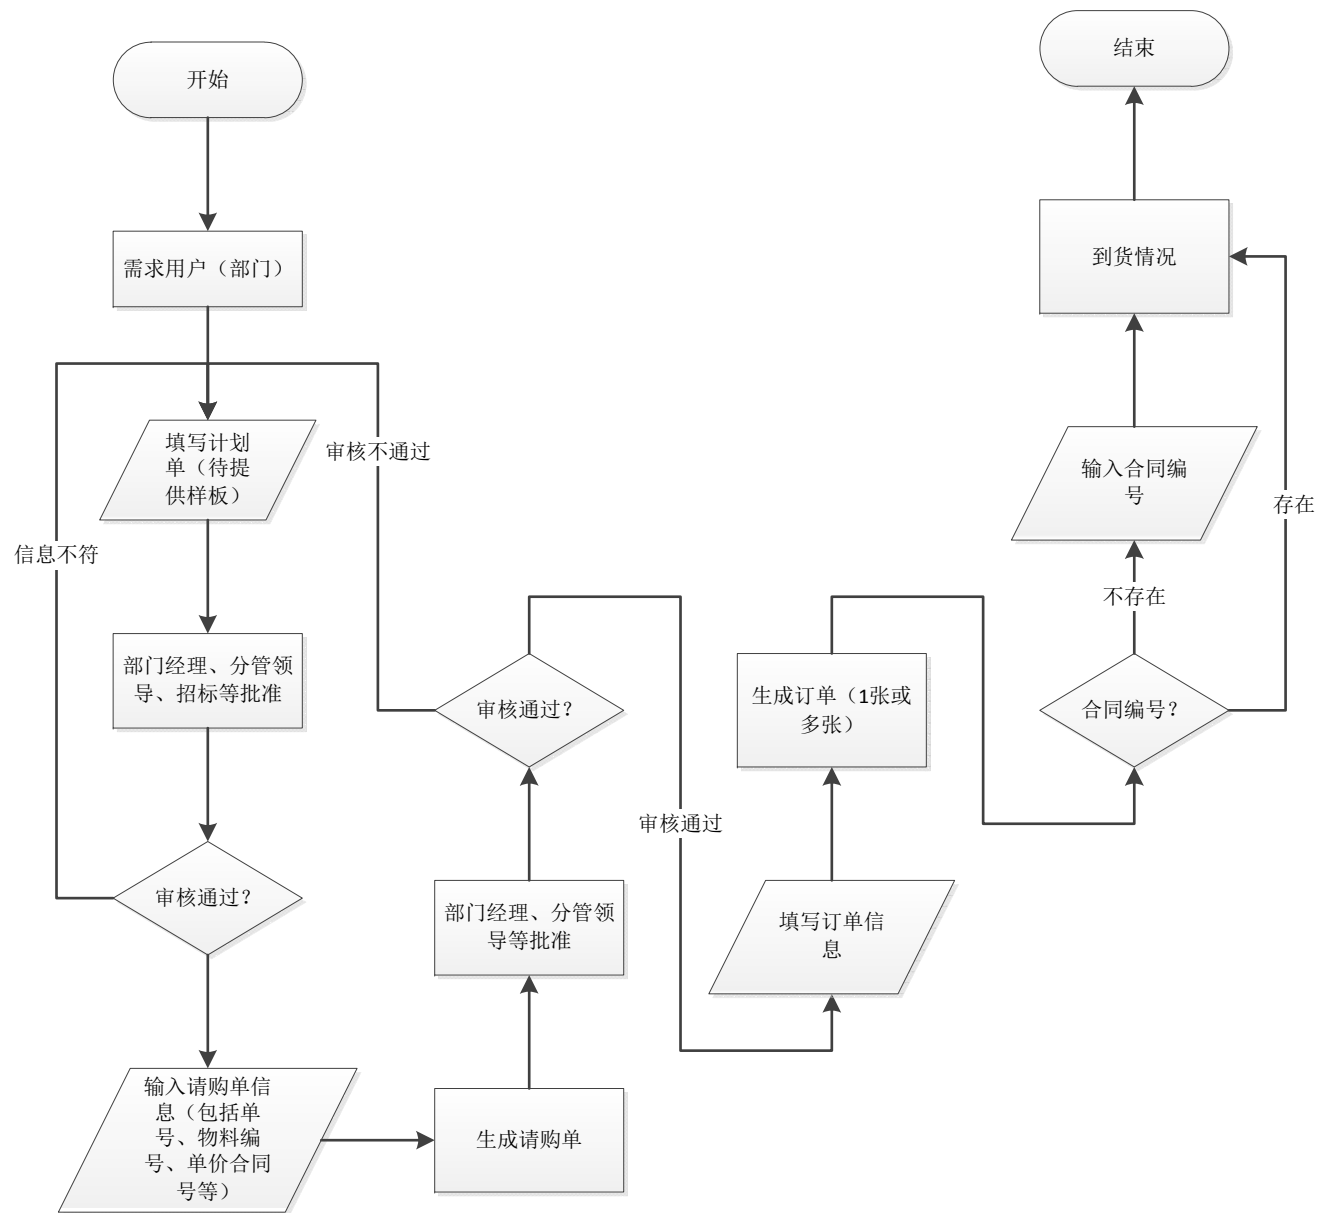 开始
需求用户（部门）
填写计划
单（待提
供样板）
审核不通过
信息不符
部门经理、分管领
导、招标等批准
审核通过？
输入请购单信
息（包括单
号、物料编
号、单价合同
号等）
生成请购单
部门经理、分管领
导等批准
审核通过？
审核通过
填写订单信
息
生成订单（1张或
多张）
合同编号？
不存在
存在
输入合同编
号
到货情况
结束